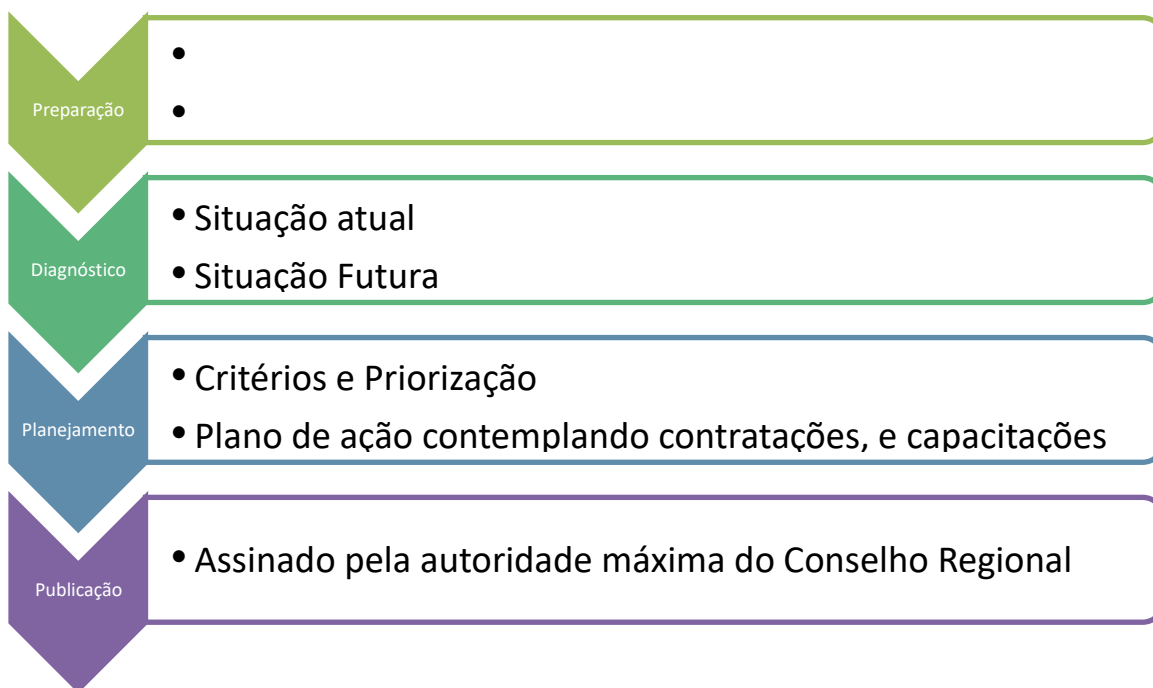 Preparação
•
•
Diagnóstico
• Situação atual
• Situação Futura
Planejamento
• Critérios e Priorização
• Plano de ação contemplando contratações, e capacitações
Publicação
• Assinado pela autoridade máxima do Conselho Regional